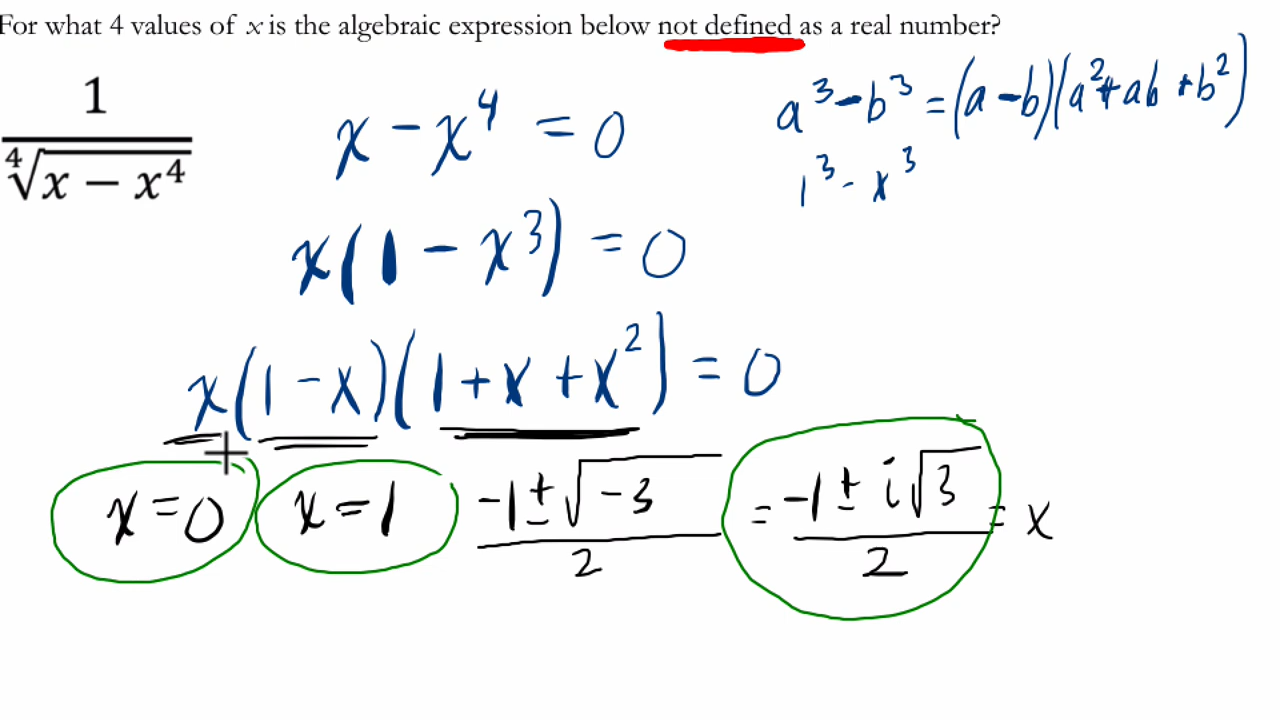 For what 4 values of x is the algebraic expression below not defined as a real number?
1/∜(x − x⁴)
x − x⁴ = 0
a³ − b³ = (a − b)(a² + ab + b²)
1³ - x³
x(1 − x³) = 0
x(1 − x)(1 + x + x²) = 0
x = 0 x = 1 (-1 ± √-3)/2 = (-1 ± i√3)/2 = x